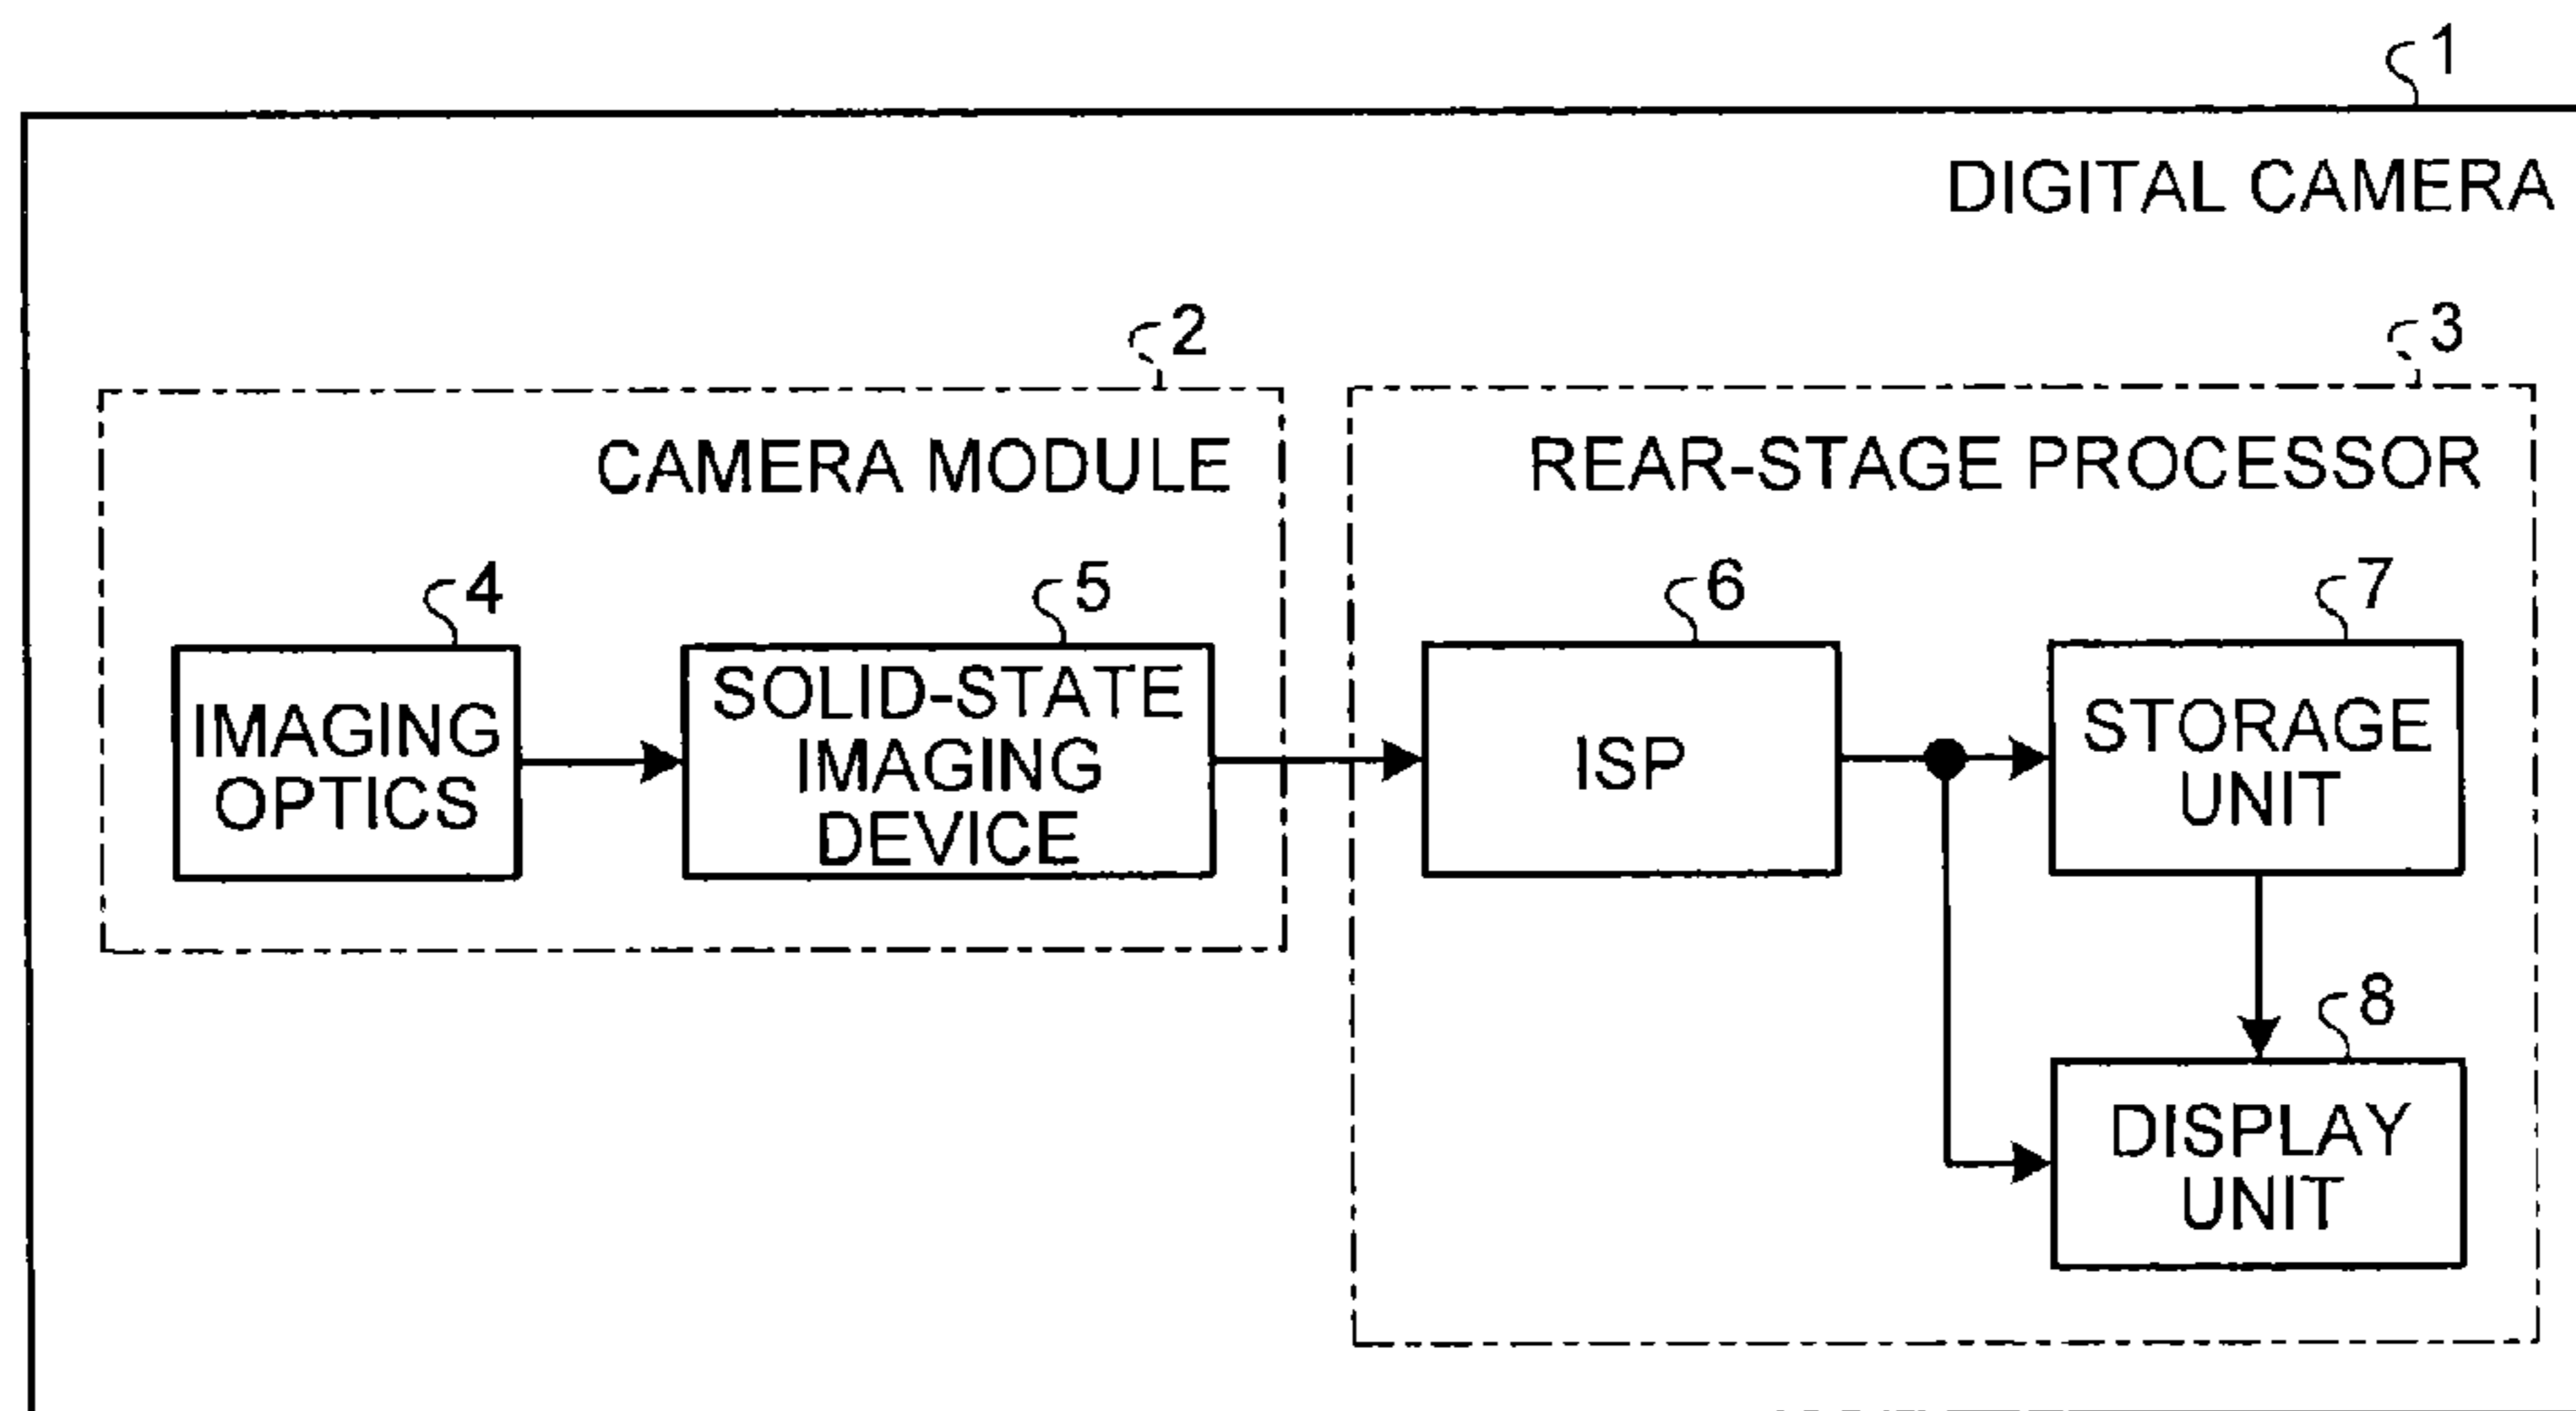 1
DIGITAL CAMERA
2
3
CAMERA MODULE
REAR-STAGE PROCESSOR
4
5
6
7
IMAGING
OPTICS
SOLID-STATE
IMAGING
DEVICE
ISP
STORAGE
UNIT
8
DISPLAY
UNIT